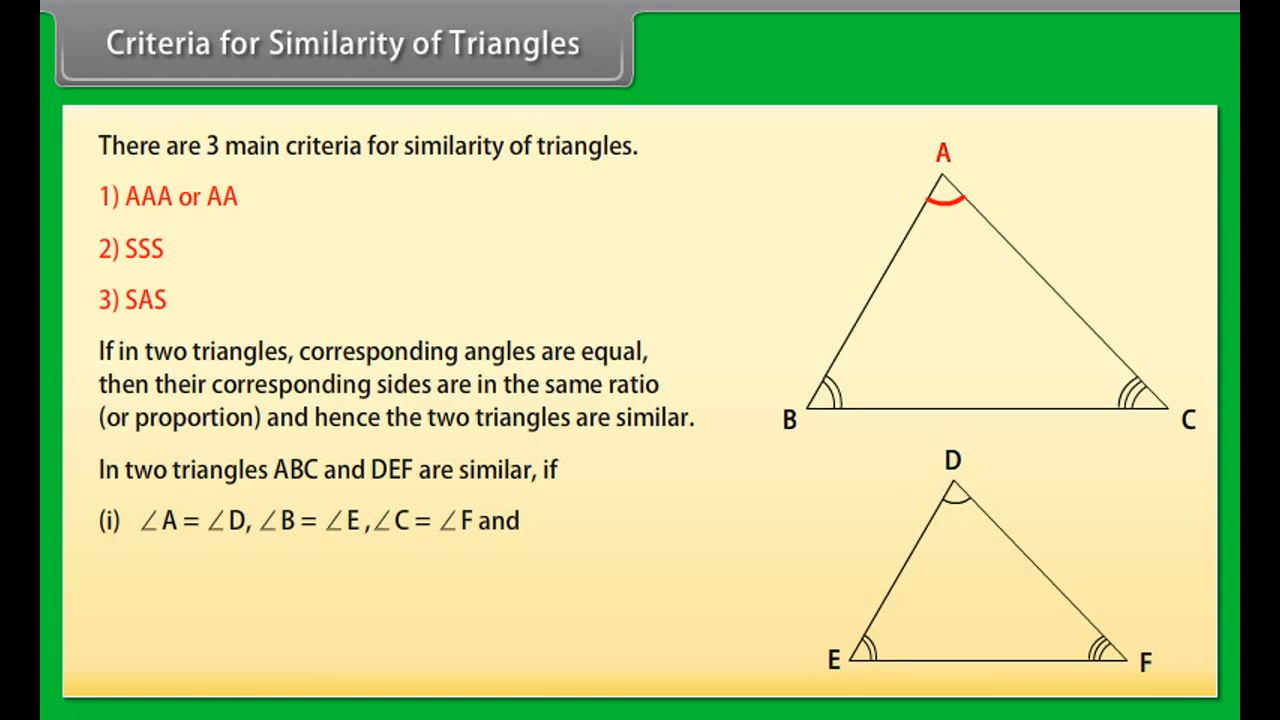 Criteria for Similarity of Triangles
There are 3 main criteria for similarity of triangles.
1) AAA or AA
2) SSS
3) SAS
If in two triangles, corresponding angles are equal,
then their corresponding sides are in the same ratio
(or proportion) and hence the two triangles are similar.
In two triangles ABC and DEF are similar, if
(i) ∠A = ∠D, ∠B = ∠E ,∠C = ∠F and
A
B
C
D
E
F